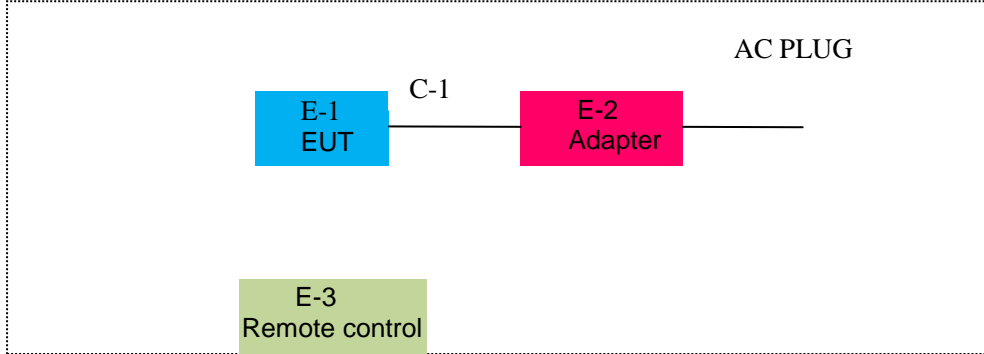 AC PLUG
C-1
E-1
EUT
E-2
Adapter
E-3
Remote control